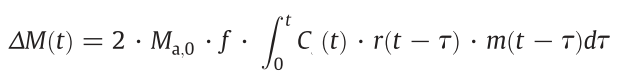 ΔM(t) = 2 · M_{a,0} · f · ∫_0^t C (t) · r(t − τ) · m(t − τ)dτ